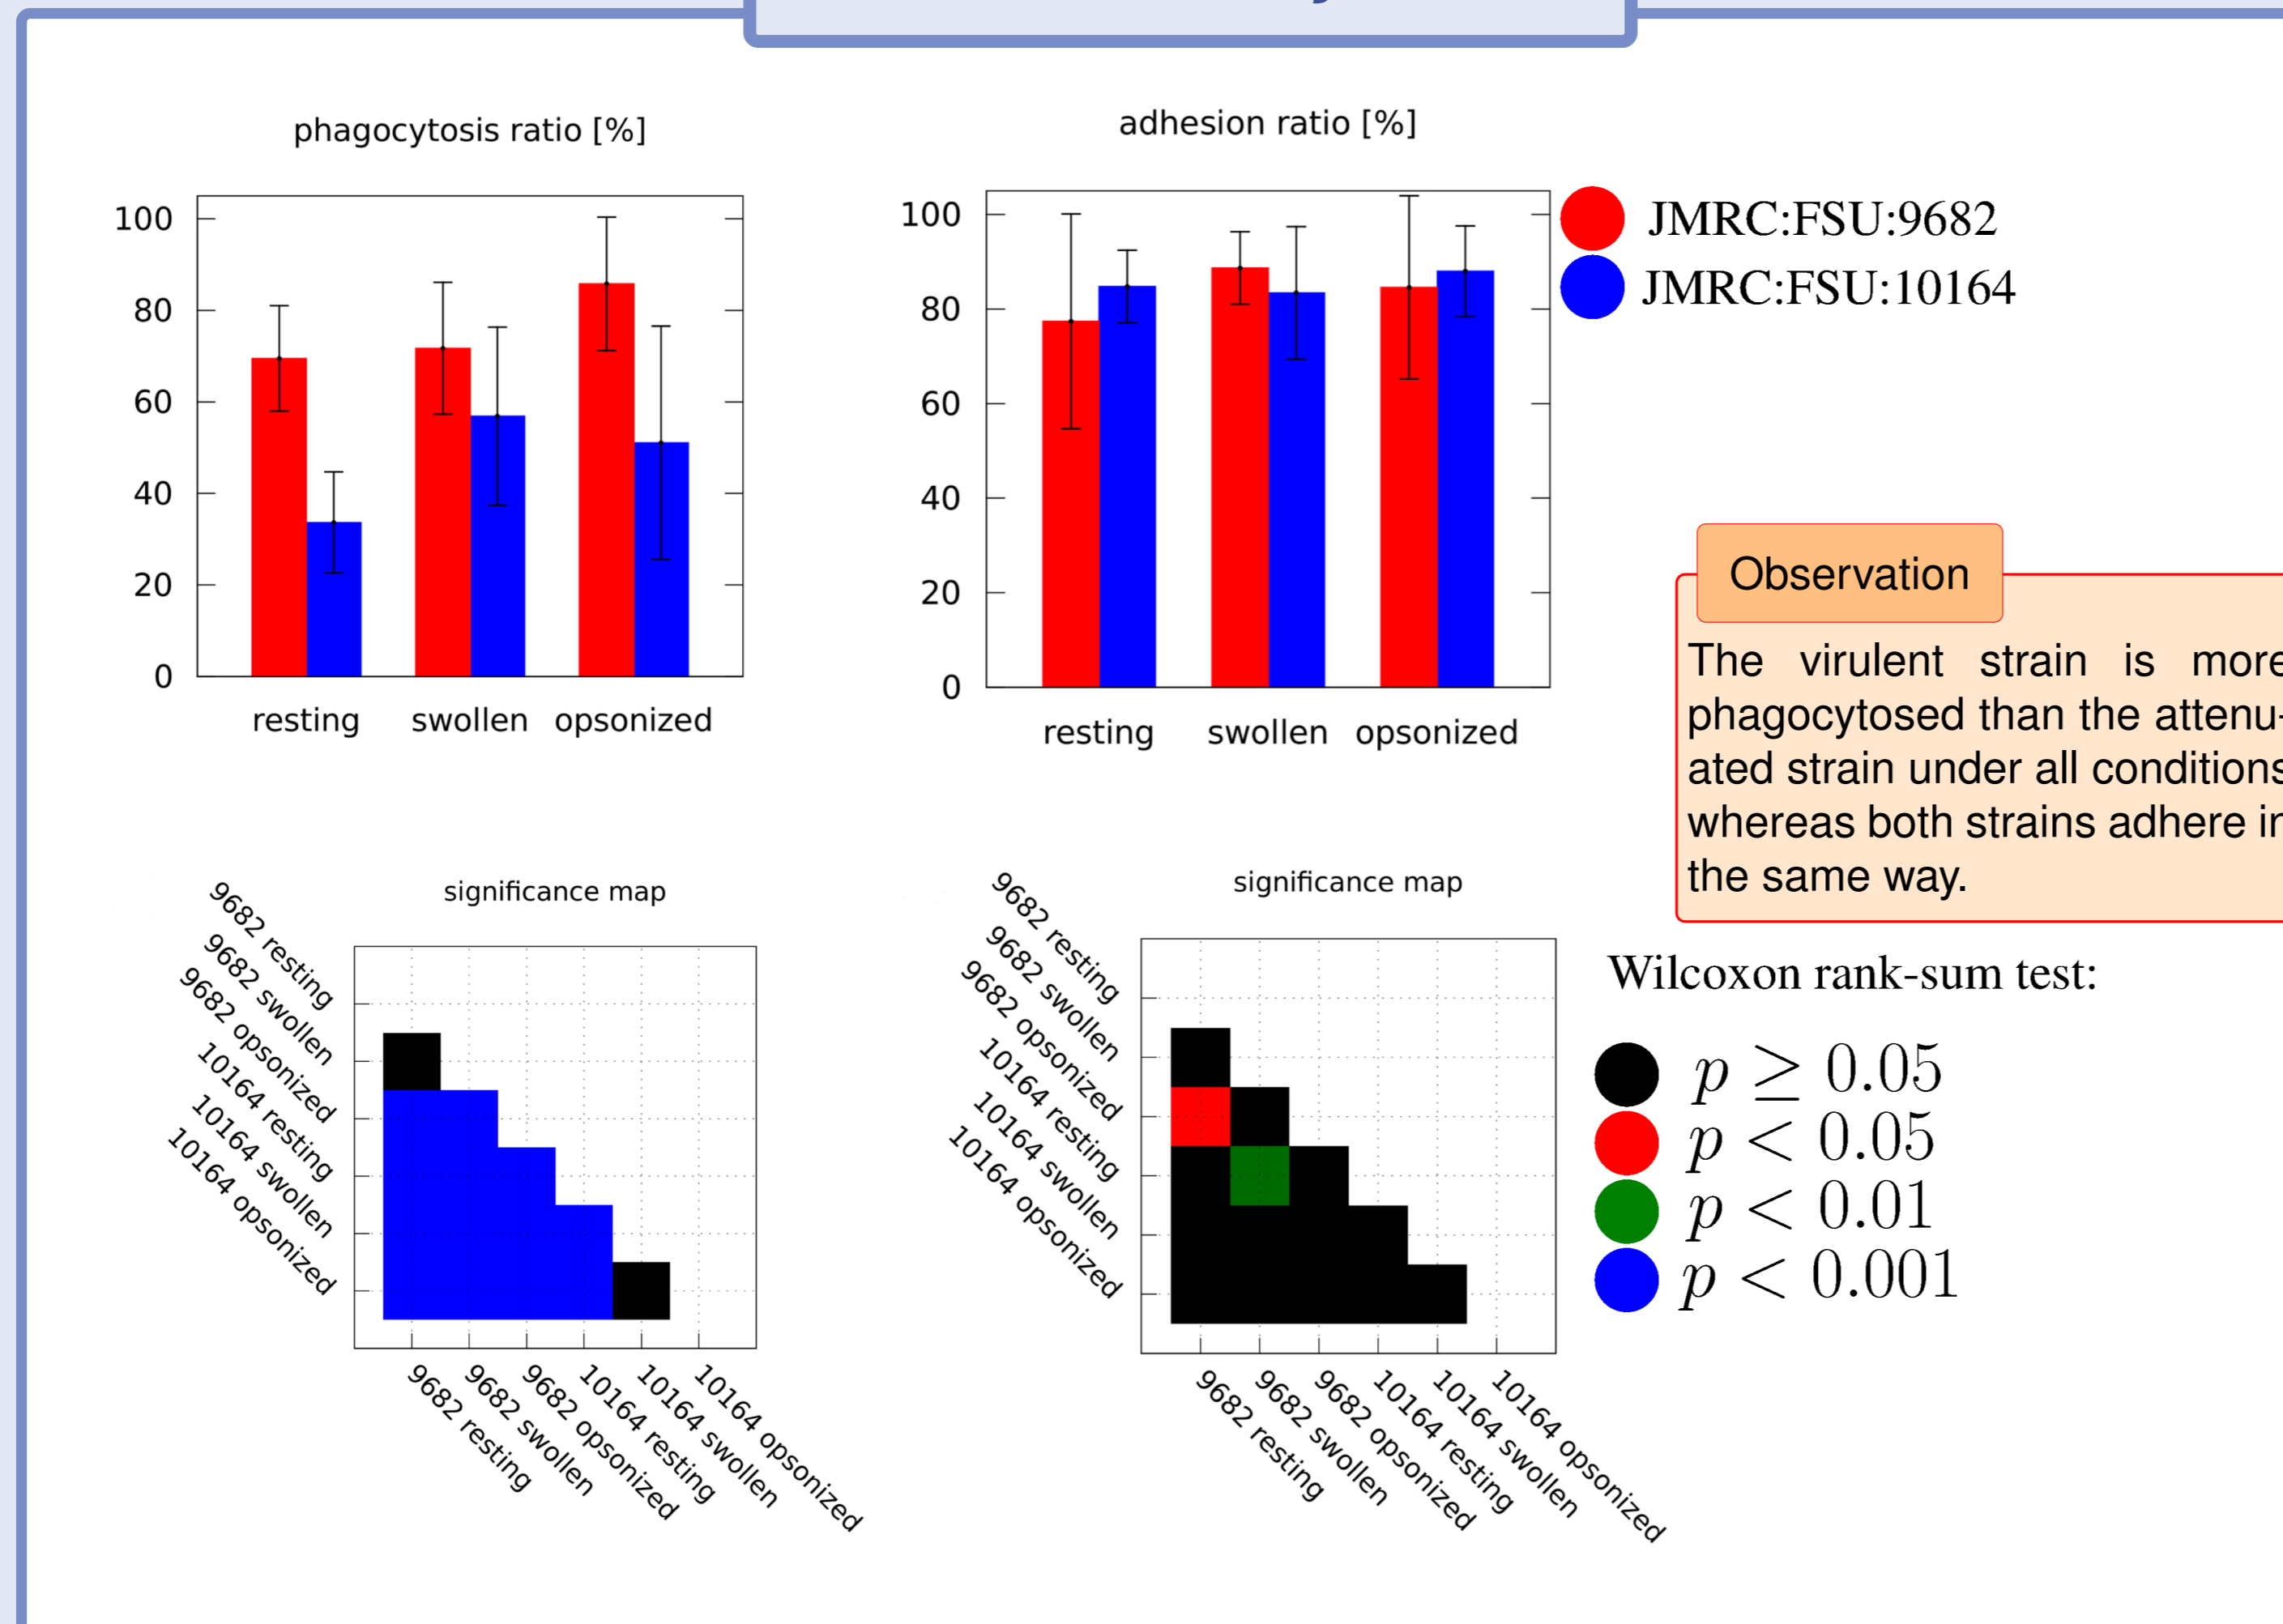 phagocytosis ratio [%]
100
80
60
40
20
0
resting swollen opsonized
adhesion ratio [%]
100
80
60
40
20
0
resting swollen opsonized
JMRC:FSU:9682
JMRC:FSU:10164
Observation
The virulent strain is more
phagocytosed than the attenu-
ated strain under all conditions
whereas both strains adhere in
the same way.
significance map
9682 resting
9682 swollen
9682 opsonized
10164 resting
10164 swollen
10164 opsonized
9682 resting
9682 swollen
9682 opsonized
10164 resting
10164 swollen
10164 opsonized
significance map
9682 resting
9682 swollen
9682 opsonized
10164 resting
10164 swollen
10164 opsonized
9682 resting
9682 swollen
9682 opsonized
10164 resting
10164 swollen
10164 opsonized
Wilcoxon rank-sum test:
p ≥ 0.05
p < 0.05
p < 0.01
p < 0.001